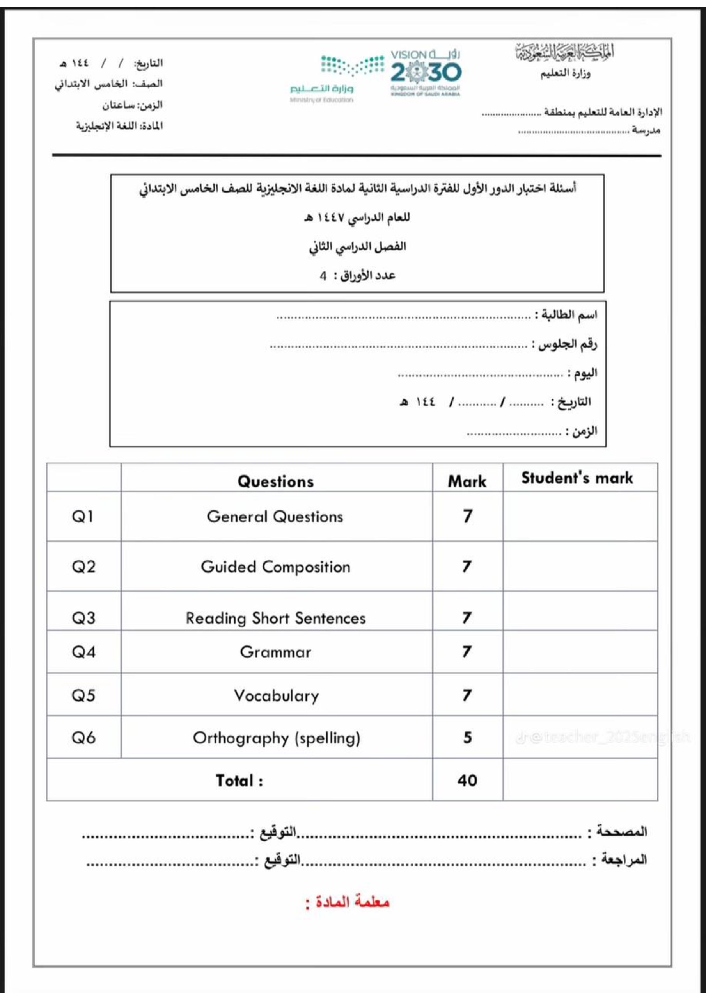 المملكة العربية السعودية
وزارة التعليم
الإدارة العامة للتعليم بمنطقة ......................
مدرسة .........................................
VISION رؤيــــة
2030
المملكة العربية السعودية
KINGDOM OF SAUDI ARABIA
وزارة التعـــليم
Ministry of Education
التاريخ: / / ١٤٤ هـ
الصف: الخامس الابتدائي
الزمن: ساعتان
المادة: اللغة الإنجليزية
أسئلة اختبار الدور الأول للفترة الدراسية الثانية لمادة اللغة الانجليزية للصف الخامس الابتدائي
للعام الدراسي ١٤٤٧ هـ
الفصل الدراسي الثاني
عدد الأوراق : 4
اسم الطالبة : ........................................................................
رقم الجلوس : .........................................................................
اليوم : ...............................................
التاريخ : .......... / ........... / ١٤٤ هـ
الزمن : ...........................
Questions Mark Student's mark
Q1 General Questions 7
Q2 Guided Composition 7
Q3 Reading Short Sentences 7
Q4 Grammar 7
Q5 Vocabulary 7
Q6 Orthography (spelling) 5
@teacher_2025english
Total : 40
المصححة : ...............................................................التوقيع :.....................................
المراجعة : ...............................................................التوقيع :.....................................
معلمة المادة :